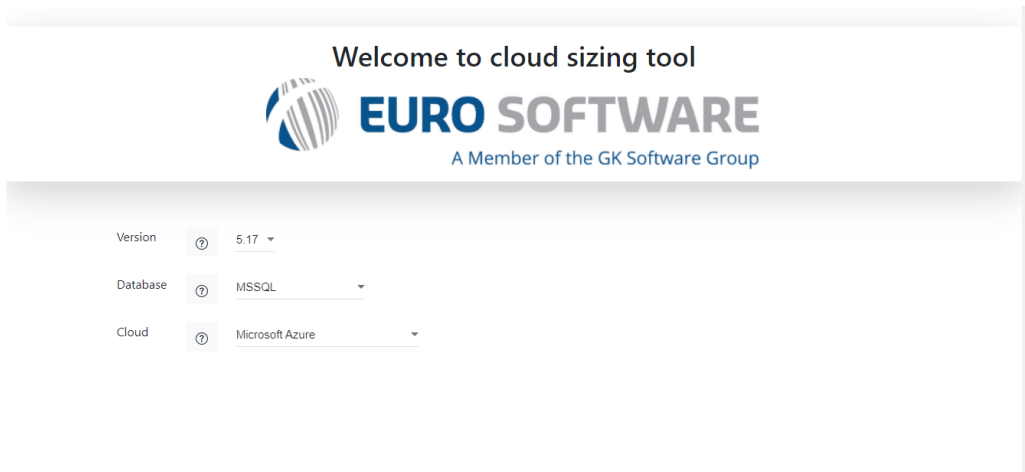 Welcome to cloud sizing tool
EURO SOFTWARE
A Member of the GK Software Group
Version ? 5.17
Database ? MSSQL
Cloud ? Microsoft Azure